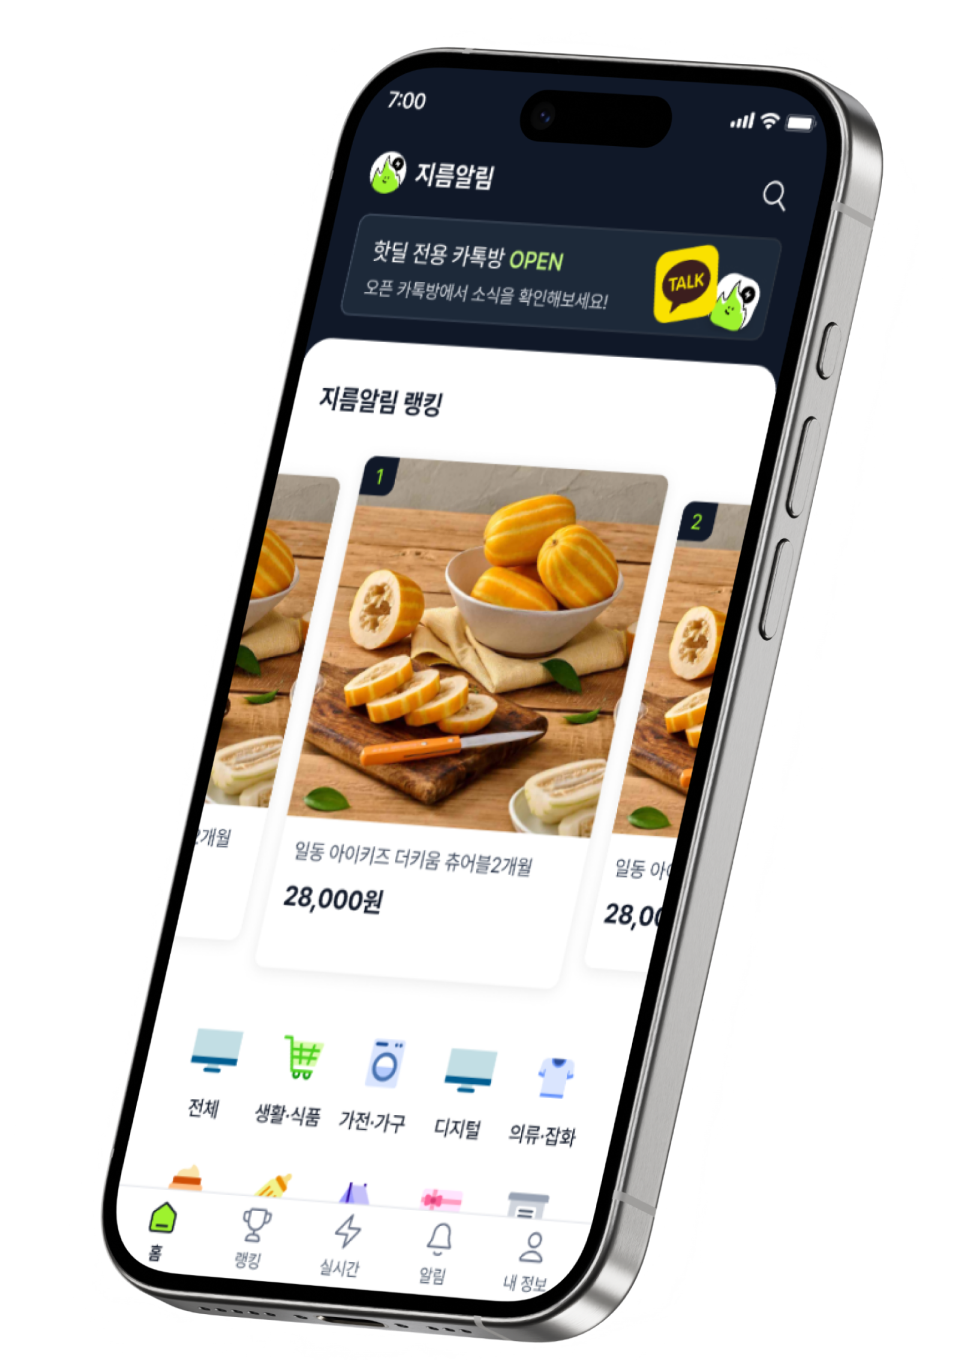 7:00
지름알림
핫딜 전용 카톡방 OPEN
오픈 카톡방에서 소식을 확인해보세요!
TALK
지름알림 랭킹
1
2
2개월
일동 아이키즈 더키움 츄어블2개월
28,000원
일동 아이
28,00
전체
생활·식품
가전·가구
디지털
의류·잡화
홈
랭킹
실시간
알림
내 정보